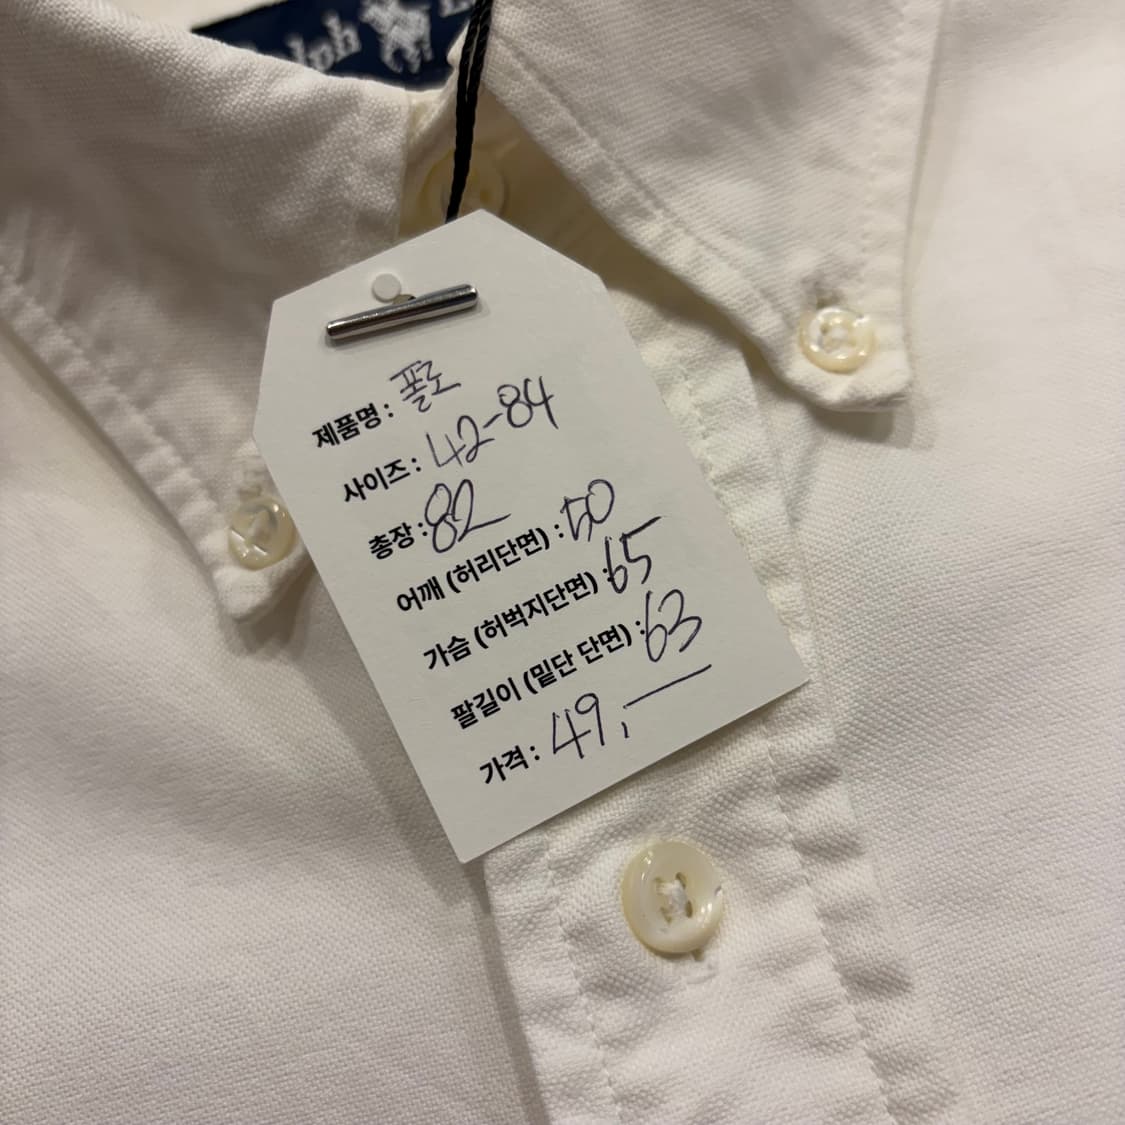 Ralph
제품명 : 폴로
사이즈 : 42-84
총장 : 82
어깨 (허리단면) : 50
가슴 (허벅지단면) : 65
팔길이 (밑단 단면) : 63
가격 : 49,—